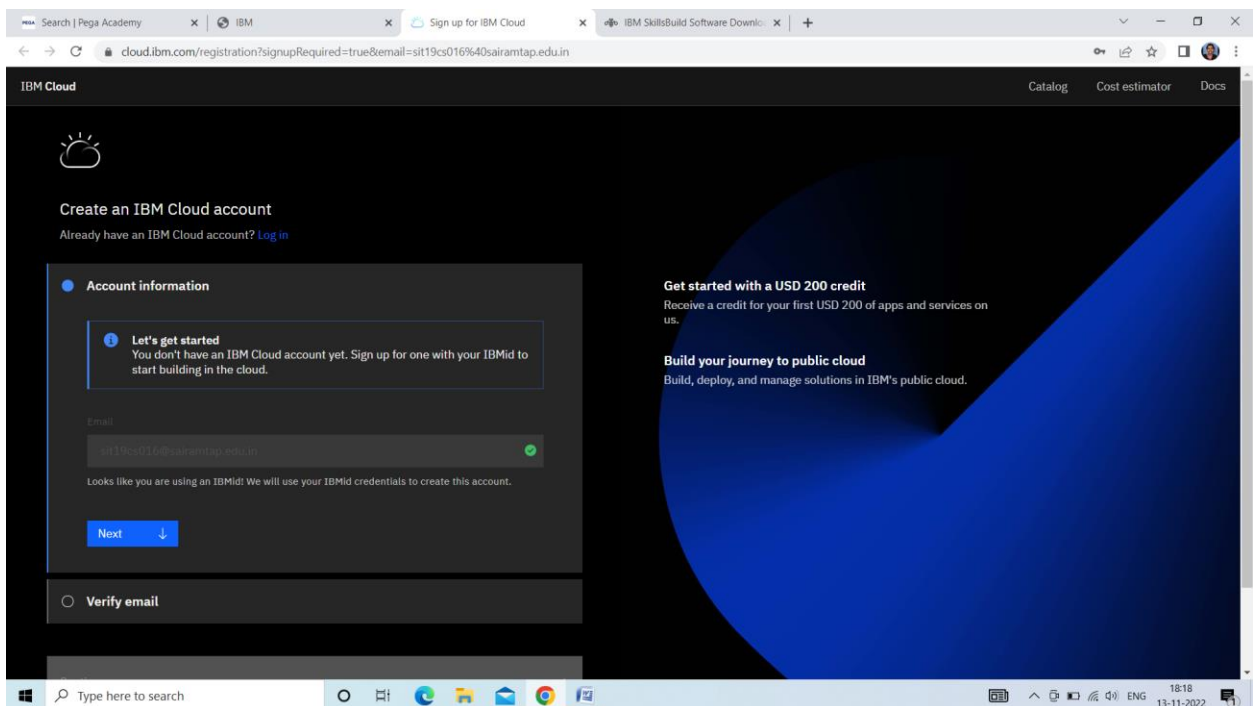 PEGA Search | Pega Academy
IBM
Sign up for IBM Cloud
IBM SkillsBuild Software Downlo
cloud.ibm.com/registration?signupRequired=true&email=sit19cs016%40sairamtap.edu.in
IBM Cloud
Catalog
Cost estimator
Docs
Create an IBM Cloud account
Already have an IBM Cloud account? Log in
Account information
Let's get started
You don't have an IBM Cloud account yet. Sign up for one with your IBMid to
start building in the cloud.
Email
sit19cs016@sairamtap.edu.in
Looks like you are using an IBMid! We will use your IBMid credentials to create this account.
Next
Verify email
Get started with a USD 200 credit
Receive a credit for your first USD 200 of apps and services on
us.
Build your journey to public cloud
Build, deploy, and manage solutions in IBM's public cloud.
Type here to search
ENG
18:18
13-11-2022